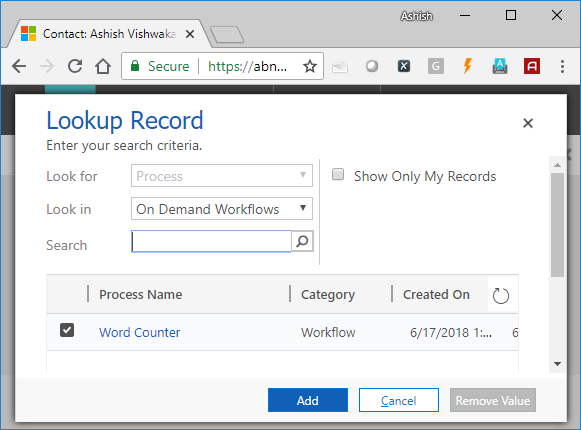 Ashish
Contact: Ashish Vishwaka
Secure https://abn...
Lookup Record
Enter your search criteria.
Look for Process Show Only My Records
Look in On Demand Workflows
Search
Process Name Category Created On
Word Counter Workflow 6/17/2018 1:... 6
Add Cancel Remove Value